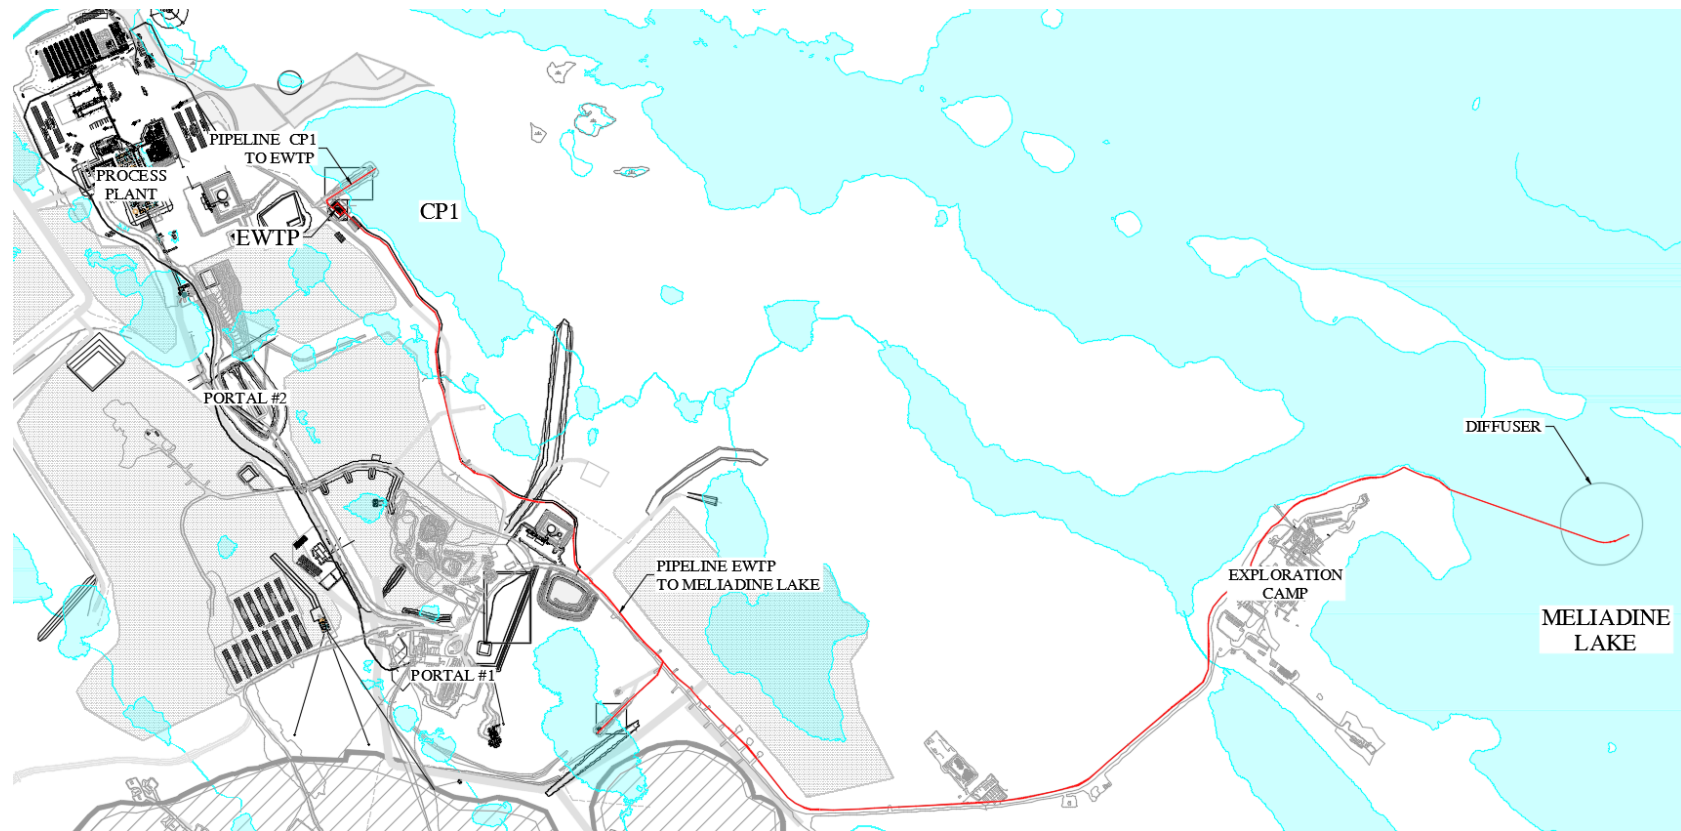 PIPELINE CP1
TO EWTP
PROCESS
PLANT
CP1
EWTP
PORTAL #2
DIFFUSER
PIPELINE EWTP
TO MELIADINE LAKE
EXPLORATION
CAMP
MELIADINE
LAKE
PORTAL #1